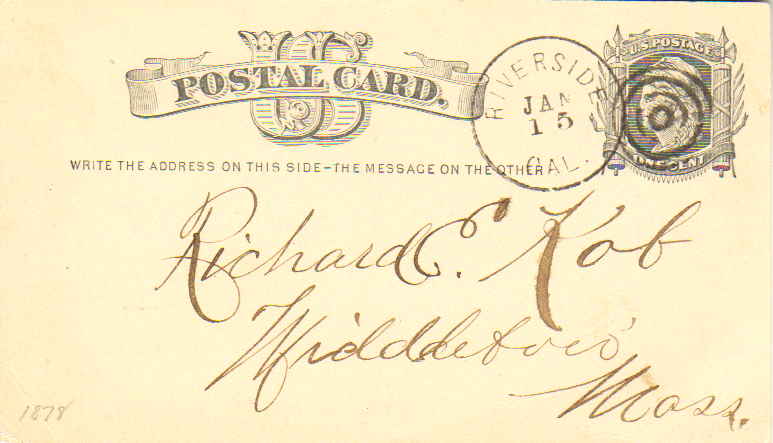 US
POSTAL CARD.
U.S. POSTAGE
ONE CENT
RIVERSIDE
JAN
15
CAL.
WRITE THE ADDRESS ON THIS SIDE–THE MESSAGE ON THE OTHER
Richard E. Kob
Middleboro'
Mass.
1878